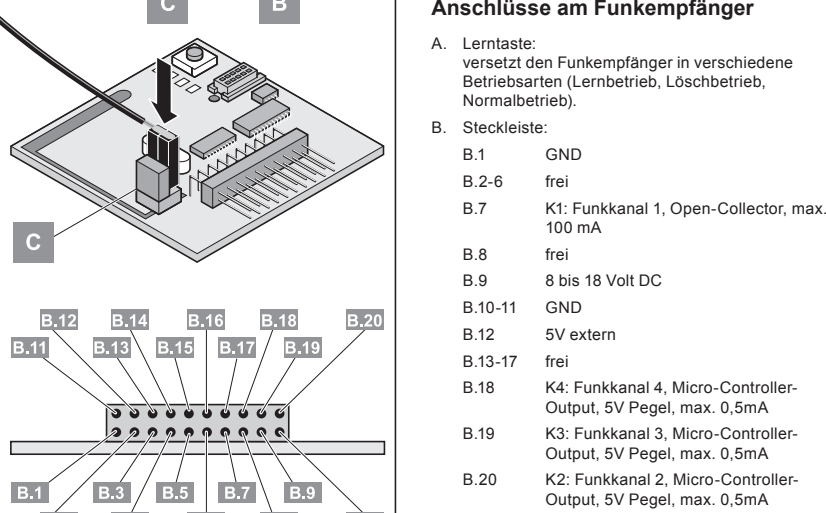 C B
C
B.12 B.14 B.16 B.18 B.20
B.11 B.13 B.15 B.17 B.19
B.1 B.3 B.5 B.7 B.9
Anschlüsse am Funkempfänger
A. Lerntaste:
versetzt den Funkempfänger in verschiedene
Betriebsarten (Lernbetrieb, Löschbetrieb,
Normalbetrieb).
B. Steckleiste:
B.1 GND
B.2-6 frei
B.7 K1: Funkkanal 1, Open-Collector, max.
100 mA
B.8 frei
B.9 8 bis 18 Volt DC
B.10-11 GND
B.12 5V extern
B.13-17 frei
B.18 K4: Funkkanal 4, Micro-Controller-
Output, 5V Pegel, max. 0,5mA
B.19 K3: Funkkanal 3, Micro-Controller-
Output, 5V Pegel, max. 0,5mA
B.20 K2: Funkkanal 2, Micro-Controller-
Output, 5V Pegel, max. 0,5mA